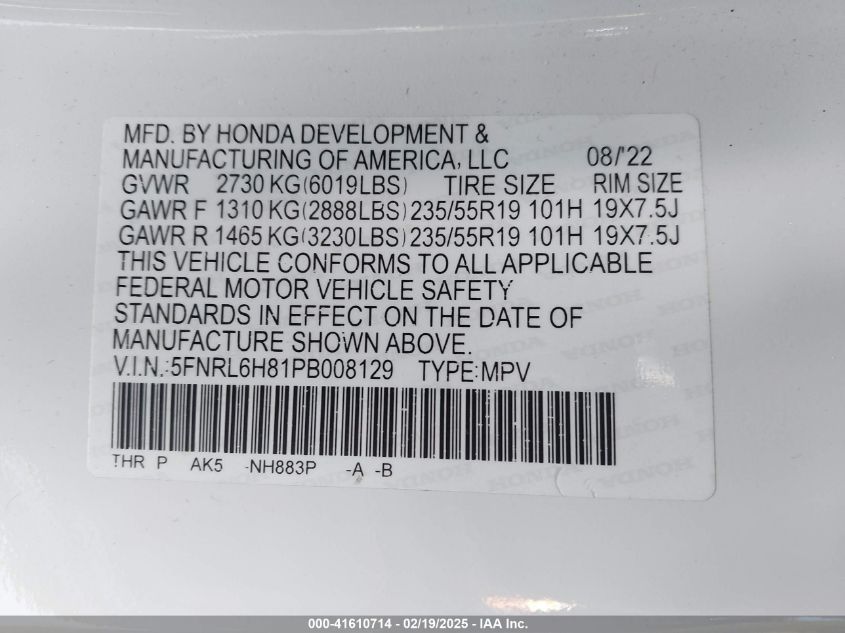 MFD. BY HONDA DEVELOPMENT &
MANUFACTURING OF AMERICA, LLC 08/'22
GVWR 2730 KG(6019LBS) TIRE SIZE RIM SIZE
GAWR F 1310 KG(2888LBS) 235/55R19 101H 19X7.5J
GAWR R 1465 KG(3230LBS) 235/55R19 101H 19X7.5J
THIS VEHICLE CONFORMS TO ALL APPLICABLE
FEDERAL MOTOR VEHICLE SAFETY
STANDARDS IN EFFECT ON THE DATE OF
MANUFACTURE SHOWN ABOVE.
V.I.N.:5FNRL6H81PB008129 TYPE:MPV
THR P AK5 -NH883P -A -B
000-41610714 - 02/19/2025 - IAA Inc.